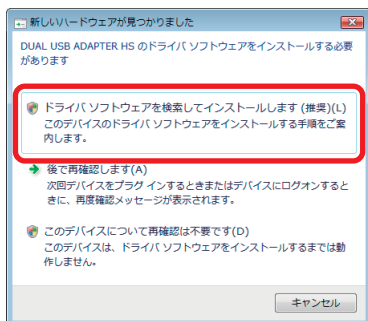 新しいハードウェアが見つかりました
DUAL USB ADAPTER HS のドライバ ソフトウェアをインストールする必要
があります
ドライバ ソフトウェアを検索してインストールします (推奨)(L)
このデバイスのドライバ ソフトウェアをインストールする手順をご案
内します。
後で再確認します(A)
次回デバイスをプラグ インするときまたはデバイスにログオンすると
きに、再度確認メッセージが表示されます。
このデバイスについて再確認は不要です(D)
このデバイスは、ドライバ ソフトウェアをインストールするまでは動
作しません。
キャンセル